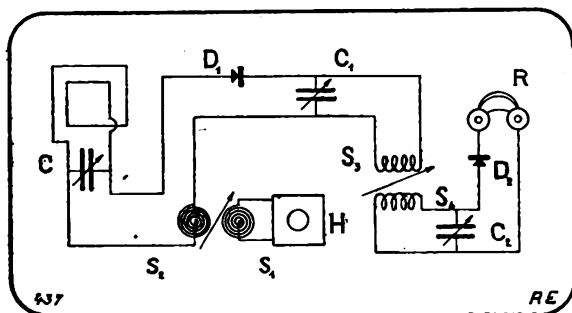 D₁ C₁ R
C S₃ D₂
S₄
H C₂
S₂ S₁
437 RE